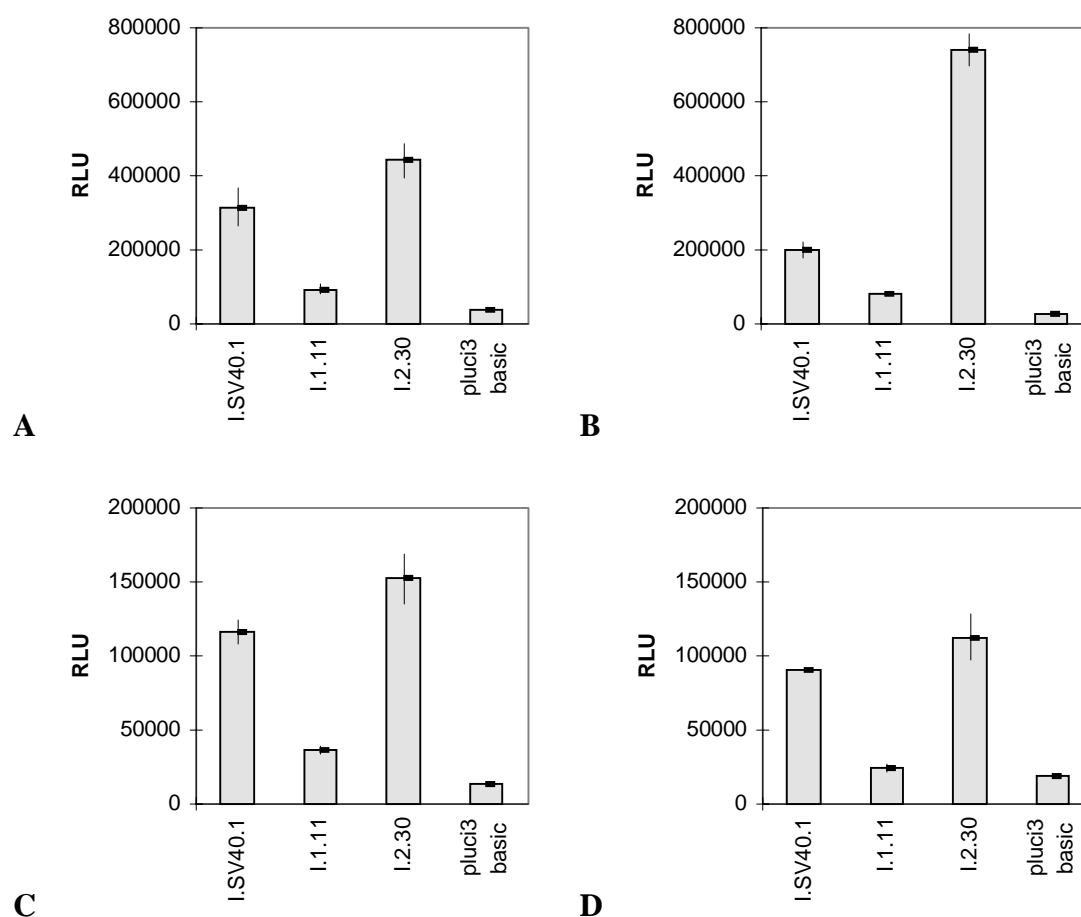 800000
600000
400000
200000
0
RLU
I.SV40.1
I.1.11
I.2.30
pluci3
basic
A
800000
600000
400000
200000
0
RLU
I.SV40.1
I.1.11
I.2.30
pluci3
basic
B
200000
150000
100000
50000
0
RLU
I.SV40.1
I.1.11
I.2.30
pluci3
basic
C
200000
150000
100000
50000
0
RLU
I.SV40.1
I.1.11
I.2.30
pluci3
basic
D